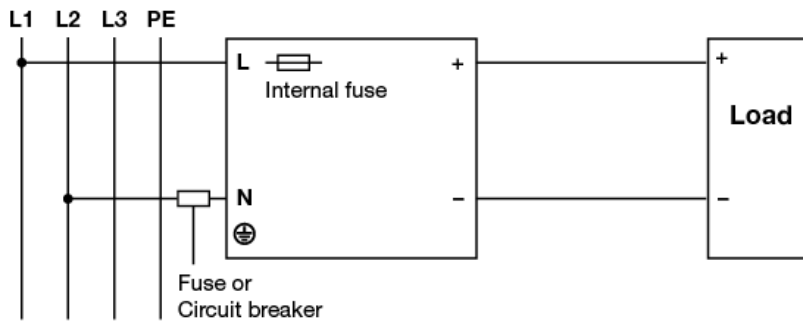 L1 L2 L3 PE
L
+
+
Internal fuse
Load
N
–
–
Fuse or
Circuit breaker